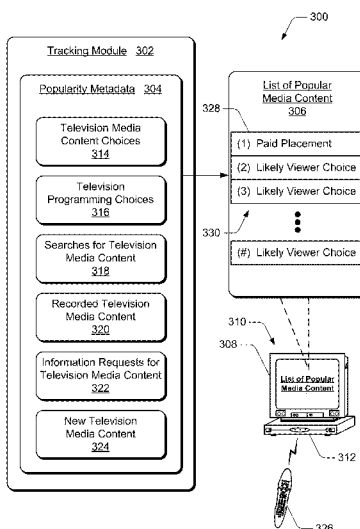 300
Tracking Module 302
Popularity Metadata 304
Television Media
Content Choices
314
Television
Programming Choices
316
Searches for Television
Media Content
318
Recorded Television
Media Content
320
Information Requests for
Television Media Content
322
New Television
Media Content
324
List of Popular
Media Content
306
328
(1) Paid Placement
(2) Likely Viewer Choice
(3) Likely Viewer Choice
330
(#) Likely Viewer Choice
310
308
List of Popular
Media Content
312
326